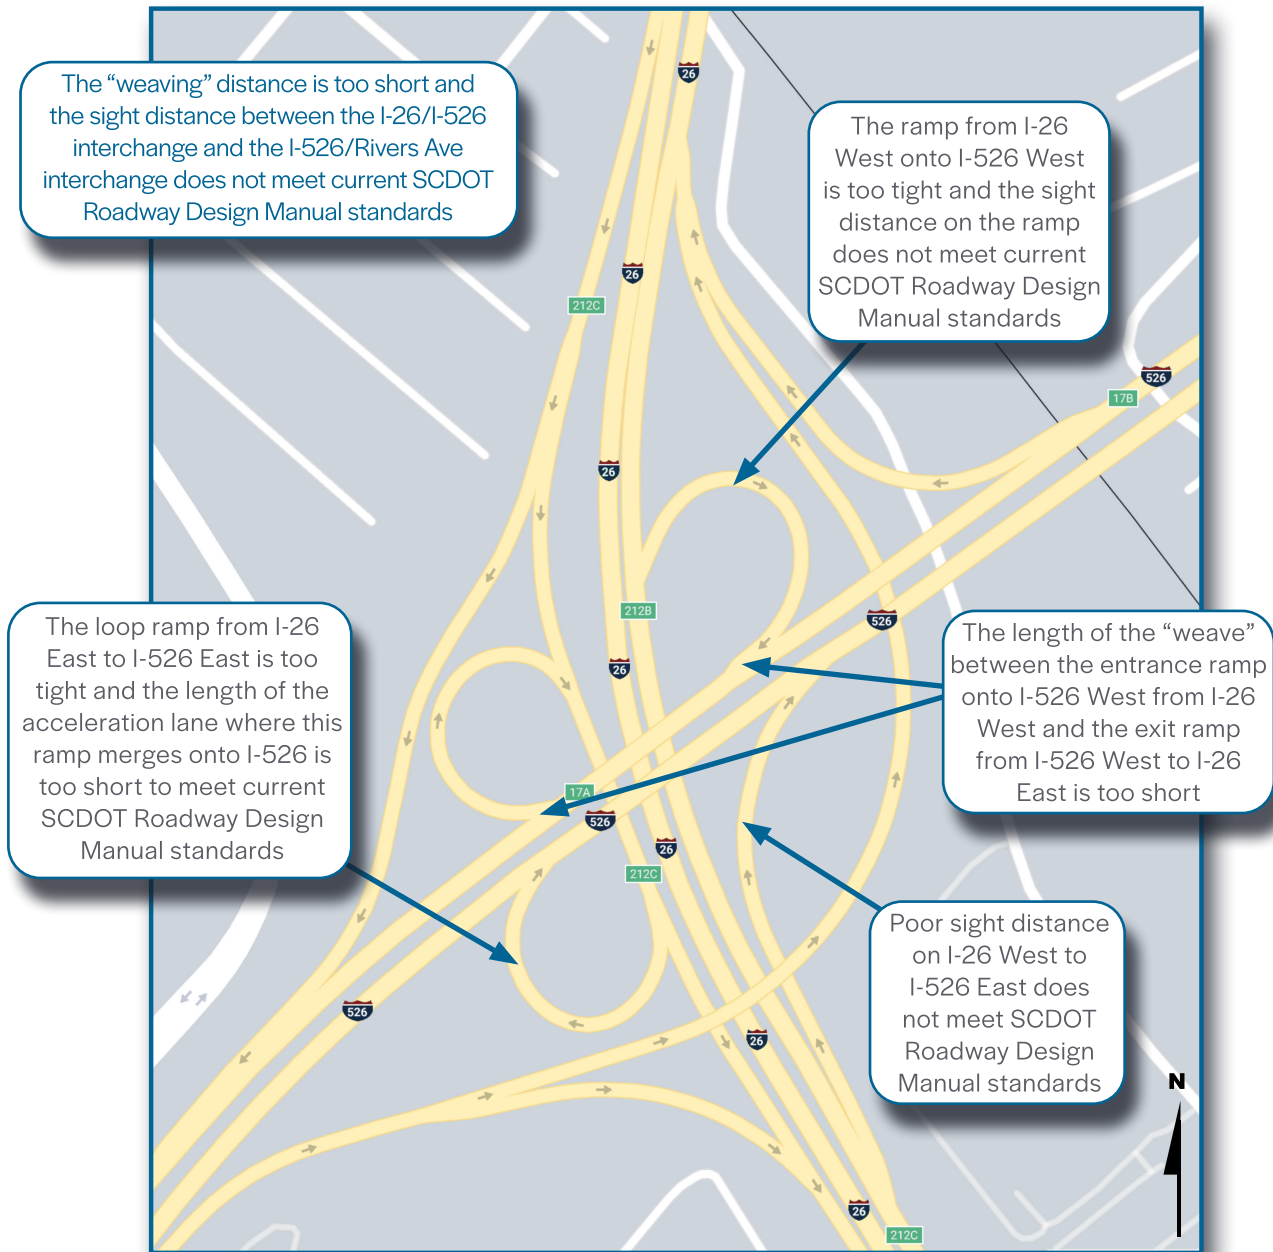 26
The “weaving” distance is too short and
the sight distance between the I-26/I-526
interchange and the I-526/Rivers Ave
interchange does not meet current SCDOT
Roadway Design Manual standards
The ramp from I-26
West onto I-526 West
is too tight and the sight
distance on the ramp
does not meet current
SCDOT Roadway Design
Manual standards
26
212C
526
17B
26
212B
526
26
The loop ramp from I-26
East to I-526 East is too
tight and the length of the
acceleration lane where this
ramp merges onto I-526 is
too short to meet current
SCDOT Roadway Design
Manual standards
The length of the “weave”
between the entrance ramp
onto I-526 West from I-26
West and the exit ramp
from I-526 West to I-26
East is too short
17A
526
26
212C
Poor sight distance
on I-26 West to
I-526 East does
not meet SCDOT
Roadway Design
Manual standards
526
26
N
26
212C